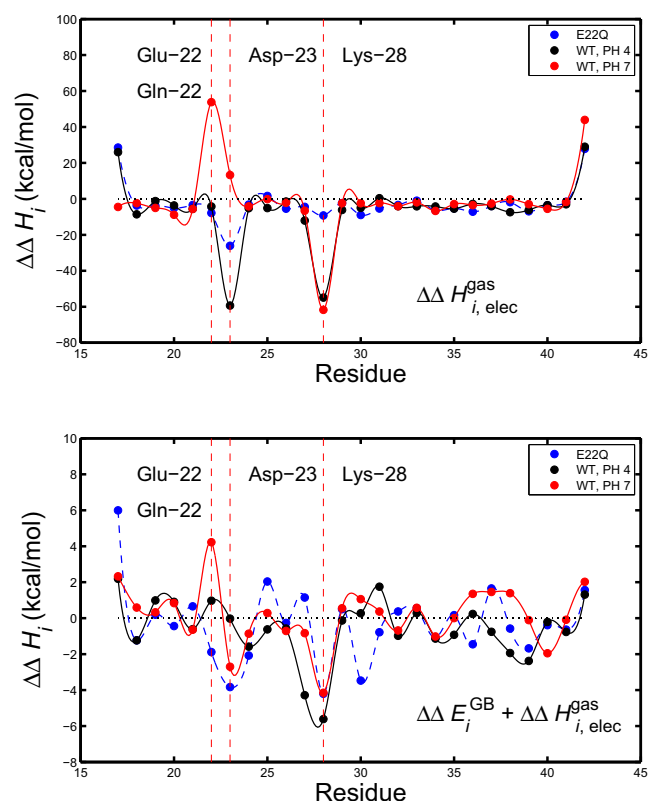 100
80
60
40
20
0
−20
−40
−60
−80
ΔΔ H_i (kcal/mol)
Glu−22
Asp−23
Lys−28
Gln−22
E22Q
WT, PH 4
WT, PH 7
ΔΔ H^gas_i, elec
15 20 25 30 35 40 45
Residue
10
8
6
4
2
0
−2
−4
−6
−8
ΔΔ H_i (kcal/mol)
Glu−22
Asp−23
Lys−28
Gln−22
E22Q
WT, PH 4
WT, PH 7
ΔΔ E^GB_i + ΔΔ H^gas_i, elec
15 20 25 30 35 40 45
Residue